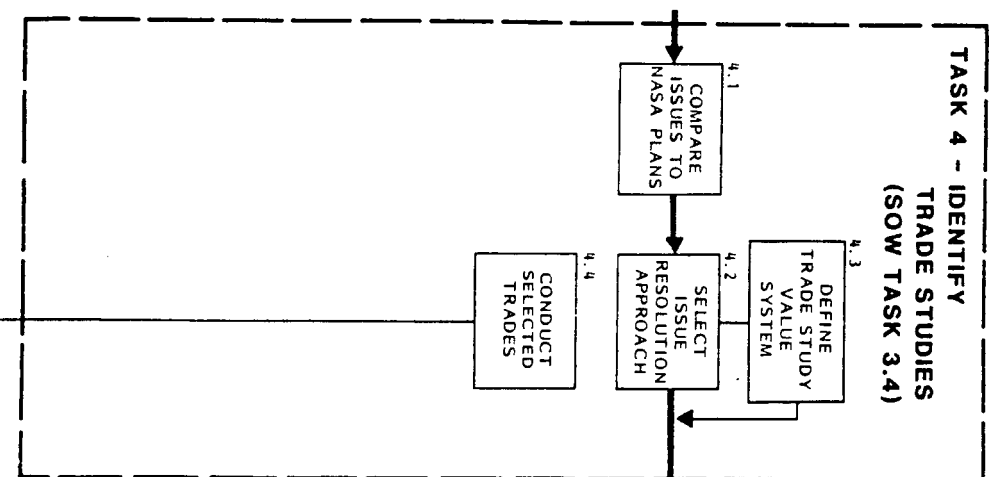 TASK 4 - IDENTIFY
TRADE STUDIES
(SOW TASK 3.4)
4.1
COMPARE
ISSUES TO
NASA PLANS
4.3
DEFINE
TRADE STUDY
VALUE
SYSTEM
4.2
SELECT
ISSUE
RESOLUTION
APPROACH
4.4
CONDUCT
SELECTED
TRADES